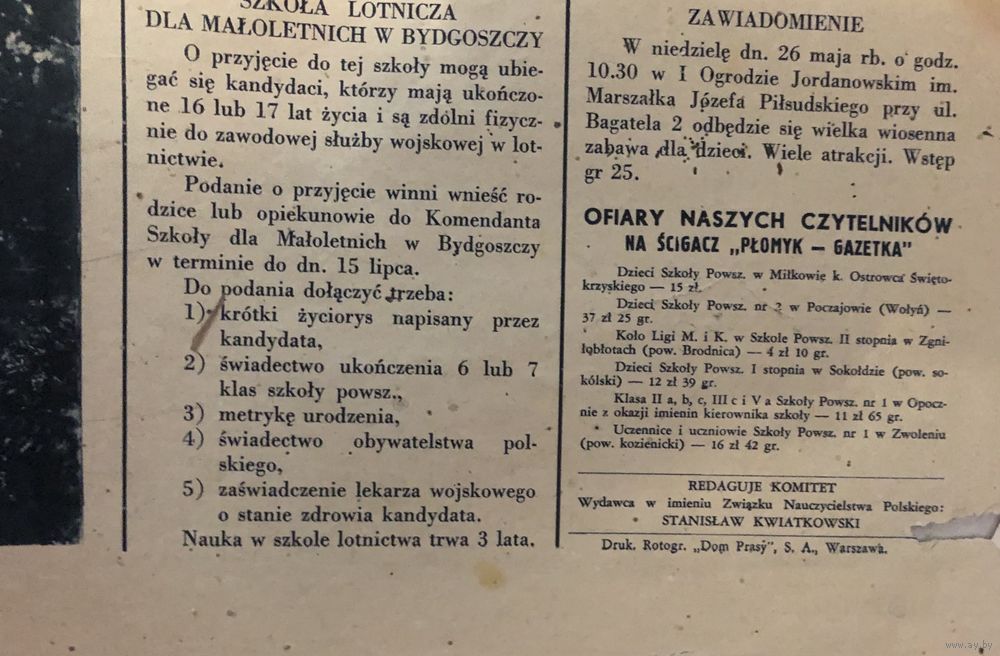 SZKOŁA LOTNICZA
DLA MAŁOLETNICH W BYDGOSZCZY
O przyjęcie do tej szkoły mogą ubie-
gać się kandydaci, którzy mają ukończo-
ne 16 lub 17 lat życia i są zdolni fizycz-
nie do zawodowej służby wojskowej w lot-
nictwie.
Podanie o przyjęcie winni wnieść ro-
dzice lub opiekunowie do Komendanta
Szkoły dla Małoletnich w Bydgoszczy
w terminie do dn. 15 lipca.
Do podania dołączyć trzeba:
1) krótki życiorys napisany przez
kandydata,
2) świadectwo ukończenia 6 lub 7
klas szkoły powsz.,
3) metrykę urodzenia,
4) świadectwo obywatelstwa pol-
skiego,
5) zaświadczenie lekarza wojskowego
o stanie zdrowia kandydata.
Nauka w szkole lotnictwa trwa 3 lata.
ZAWIADOMIENIE
W niedzielę dn. 26 maja rb. o godz.
10.30 w I Ogrodzie Jordanowskim im.
Marszałka Józefa Piłsudskiego przy ul.
Bagatela 2 odbędzie się wielka wiosenna
zabawa dla dzieci. Wiele atrakcji. Wstęp
gr 25.
OFIARY NASZYCH CZYTELNIKÓW
NA ŚCIGACZ „PŁOMYK — GAZETKA"
Dzieci Szkoły Powsz. w Miłkowie k. Ostrowca Święto-
krzyskiego — 15 zł.
Dzieci Szkoły Powsz. nr 2 w Poczajowie (Wołyń) —
37 zł 25 gr.
Koło Ligi M. i K. w Szkole Powsz. II stopnia w Zgni-
łobłotach (pow. Brodnica) — 4 zł 10 gr.
Dzieci Szkoły Powsz. I stopnia w Sokołdzie (pow. so-
kólski) — 12 zł 39 gr.
Klasa II a, b, c, III c i V a Szkoły Powsz. nr 1 w Opocz-
nie z okazji imienin kierownika szkoły — 11 zł 65 gr.
Uczennice i uczniowie Szkoły Powsz. nr 1 w Zwoleniu
(pow. kozienicki) — 16 zł 42 gr.
REDAGUJE KOMITET
Wydawca w imieniu Związku Nauczycielstwa Polskiego:
STANISŁAW KWIATKOWSKI
Druk. Rotogr. „Dom Prasy", S. A., Warszawa.
www.ay.by